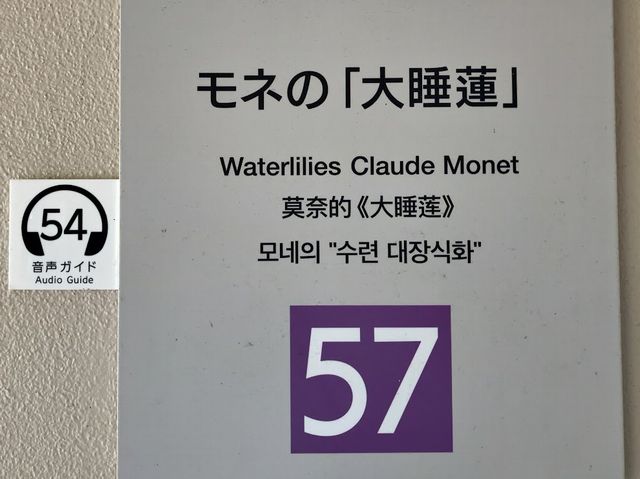 モネの「大睡蓮」
Waterlilies Claude Monet
莫奈的《大睡莲》
모네의 "수련 대장식화"
57
54
音声ガイド
Audio Guide